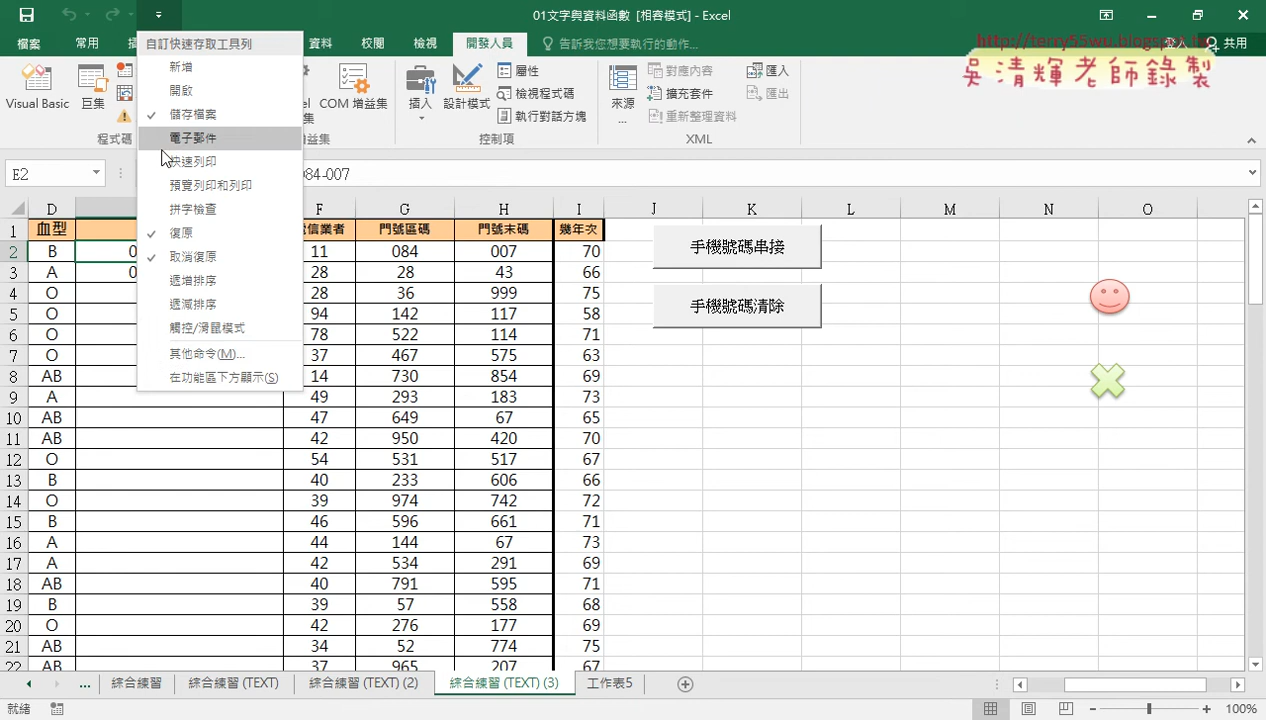 01文字與資料函數 [相容模式] - Excel
檔案
常用
資料
校閱
檢視
開發人員
告訴我您想要執行的動作...
登入
共用
http://terry55wu.blogspot.tw
吳清輝老師錄製
自訂快速存取工具列
新增
開啟
儲存檔案
電子郵件
快速列印
預覽列印和列印
拼字檢查
復原
取消復原
遞增排序
遞減排序
觸控/滑鼠模式
其他命令(M)...
在功能區下方顯示(S)
Visual Basic
巨集
程式碼
COM 增益集
插入
設計模式
屬性
檢視程式碼
執行對話方塊
控制項
來源
...
對應內容
擴充套件
重新整理資料
匯入
匯出
XML
E2
84-007
D F G H I J K L M N O
1 血型 信業者 門號區碼 門號末碼 幾年次
2 B 0 11 084 007 70
3 A 0 28 28 43 66
4 O 28 36 999 75
5 O 94 142 117 58
6 O 78 522 114 71
7 O 37 467 575 63
8 AB 14 730 854 69
9 A 49 293 183 73
10 AB 47 649 67 65
11 AB 42 950 420 70
12 O 54 531 517 67
13 B 40 233 606 66
14 O 39 974 742 72
15 B 46 596 661 71
16 A 44 144 67 73
17 A 42 534 291 69
18 AB 40 791 595 71
19 B 39 57 558 68
20 O 42 276 177 69
21 AB 34 52 774 75
22 AB 37 965 207 67
手機號碼串接
手機號碼清除
...
綜合練習
綜合練習 (TEXT)
綜合練習 (TEXT) (2)
綜合練習 (TEXT) (3)
工作表5
就緒
100%